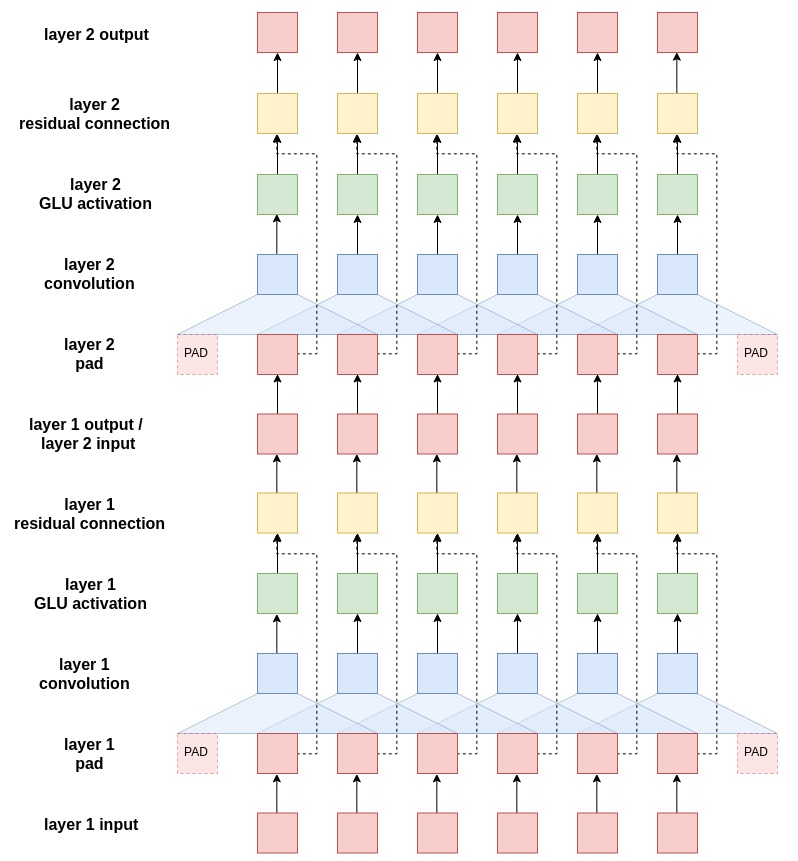 layer 2 output
layer 2
residual connection
layer 2
GLU activation
layer 2
convolution
layer 2
pad
PAD
PAD
layer 1 output /
layer 2 input
layer 1
residual connection
layer 1
GLU activation
layer 1
convolution
layer 1
pad
PAD
PAD
layer 1 input